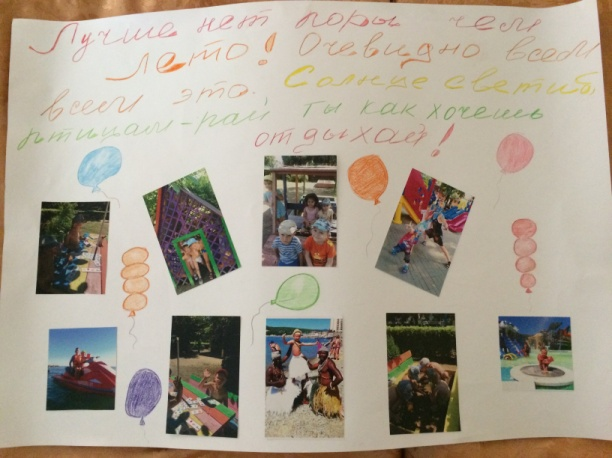 Лучше нет поры чем
лето! Очевидно всем
всем это. Солнце светит,
птицам-рай ты как хочешь
отдыхай!